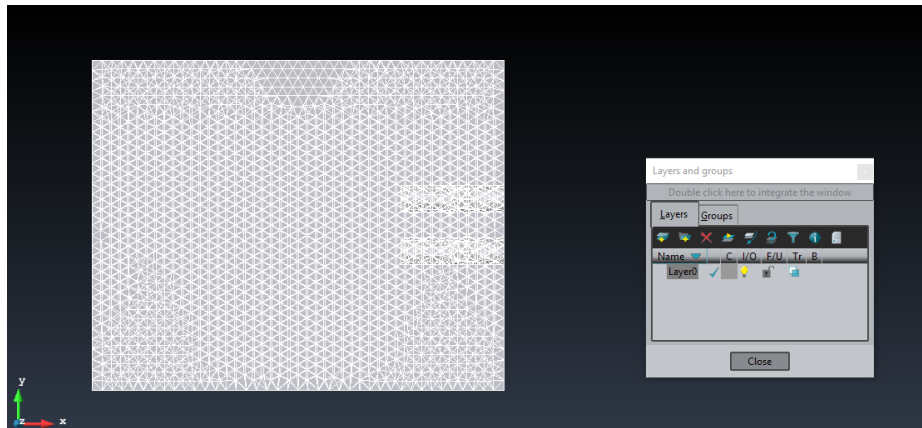 Layers and groups
x
Double click here to integrate the window
Layers Groups
Name C I/O F/U Tr B
Layer0
Close
y
z x